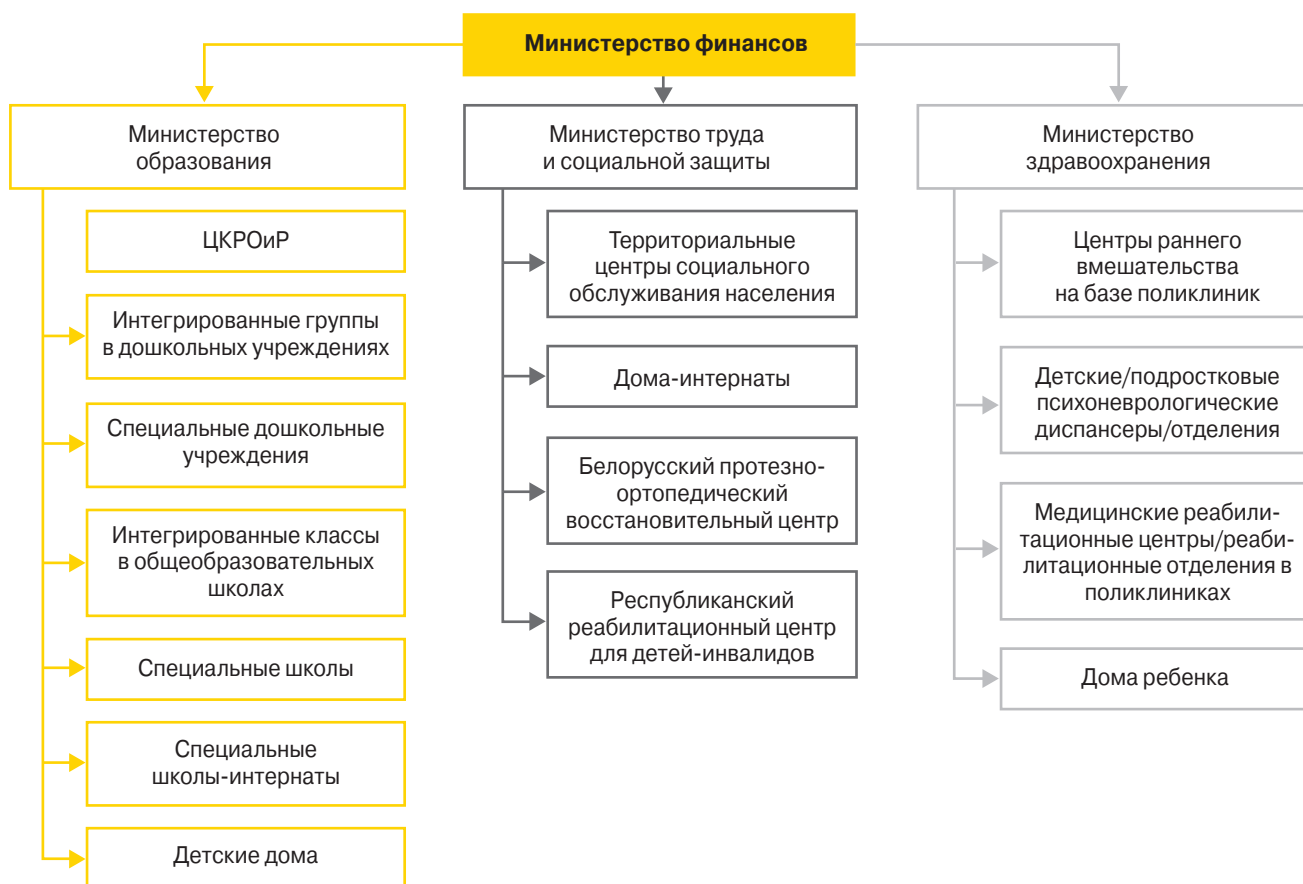 Министерство финансов
Министерство
образования
ЦКРОиР
Интегрированные группы
в дошкольных учреждениях
Специальные дошкольные
учреждения
Интегрированные классы
в общеобразовательных
школах
Специальные школы
Специальные
школы-интернаты
Детские дома
Министерство труда
и социальной защиты
Территориальные
центры социального
обслуживания населения
Дома-интернаты
Белорусский протезно-
ортопедический
восстановительный центр
Республиканский
реабилитационный центр
для детей-инвалидов
Министерство
здравоохранения
Центры раннего
вмешательства
на базе поликлиник
Детские/подростковые
психоневрологические
диспансеры/отделения
Медицинские реабили-
тационные центры/реаби-
литационные отделения в
поликлиниках
Дома ребенка